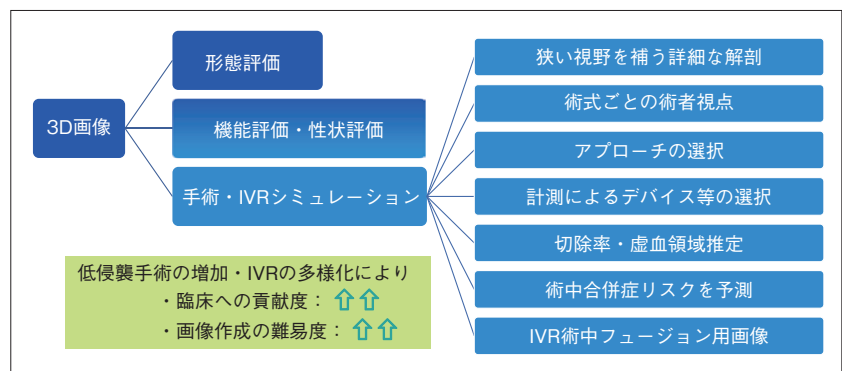 3D画像
形態評価
機能評価・性状評価
手術・IVRシミュレーション
狭い視野を補う詳細な解剖
術式ごとの術者視点
アプローチの選択
計測によるデバイス等の選択
切除率・虚血領域推定
術中合併症リスクを予測
IVR術中フュージョン用画像
低侵襲手術の増加・IVRの多様化により
・臨床への貢献度：⇧⇧
・画像作成の難易度：⇧⇧